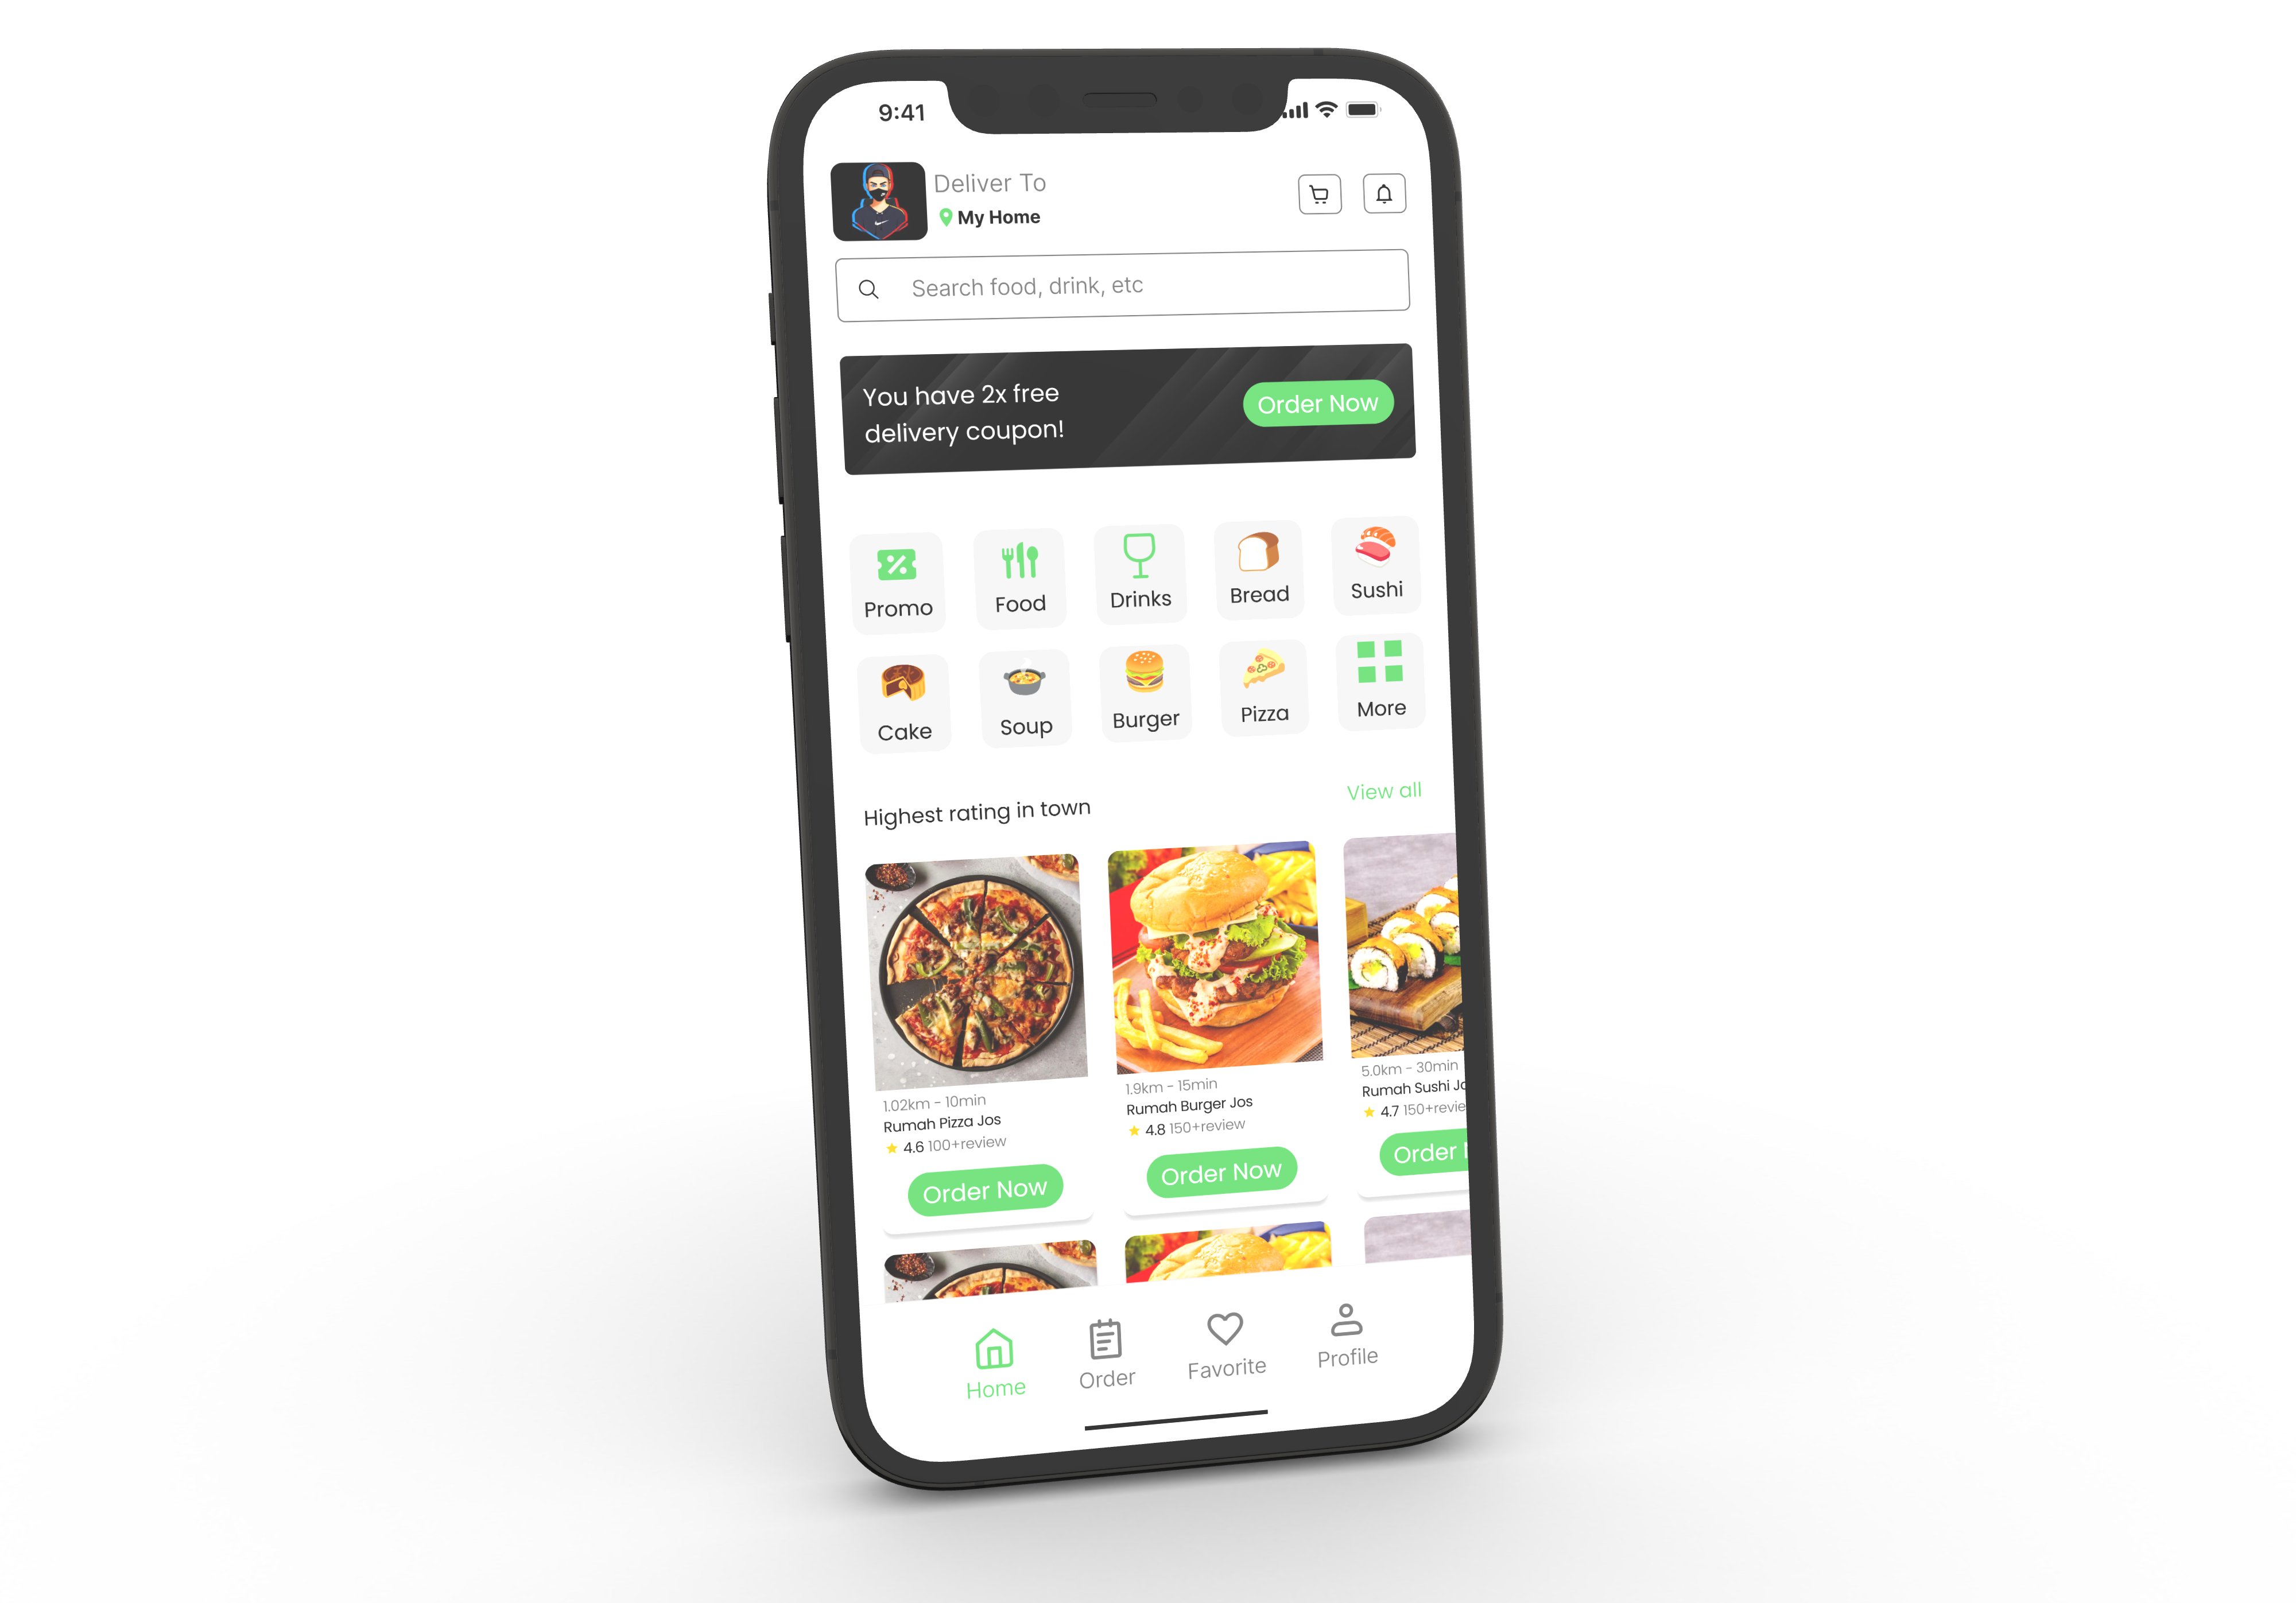 9:41
Deliver To
My Home
Search food, drink, etc
You have 2x free
delivery coupon!
Order Now
Promo
Food
Drinks
Bread
Sushi
Cake
Soup
Burger
Pizza
More
Highest rating in town
View all
1.02km - 10min
Rumah Pizza Jos
4.6 100+review
Order Now
1.9km - 15min
Rumah Burger Jos
4.8 150+review
Order Now
5.0km - 30min
Rumah Sushi Jo
4.7 150+revie
Order
Home
Order
Favorite
Profile